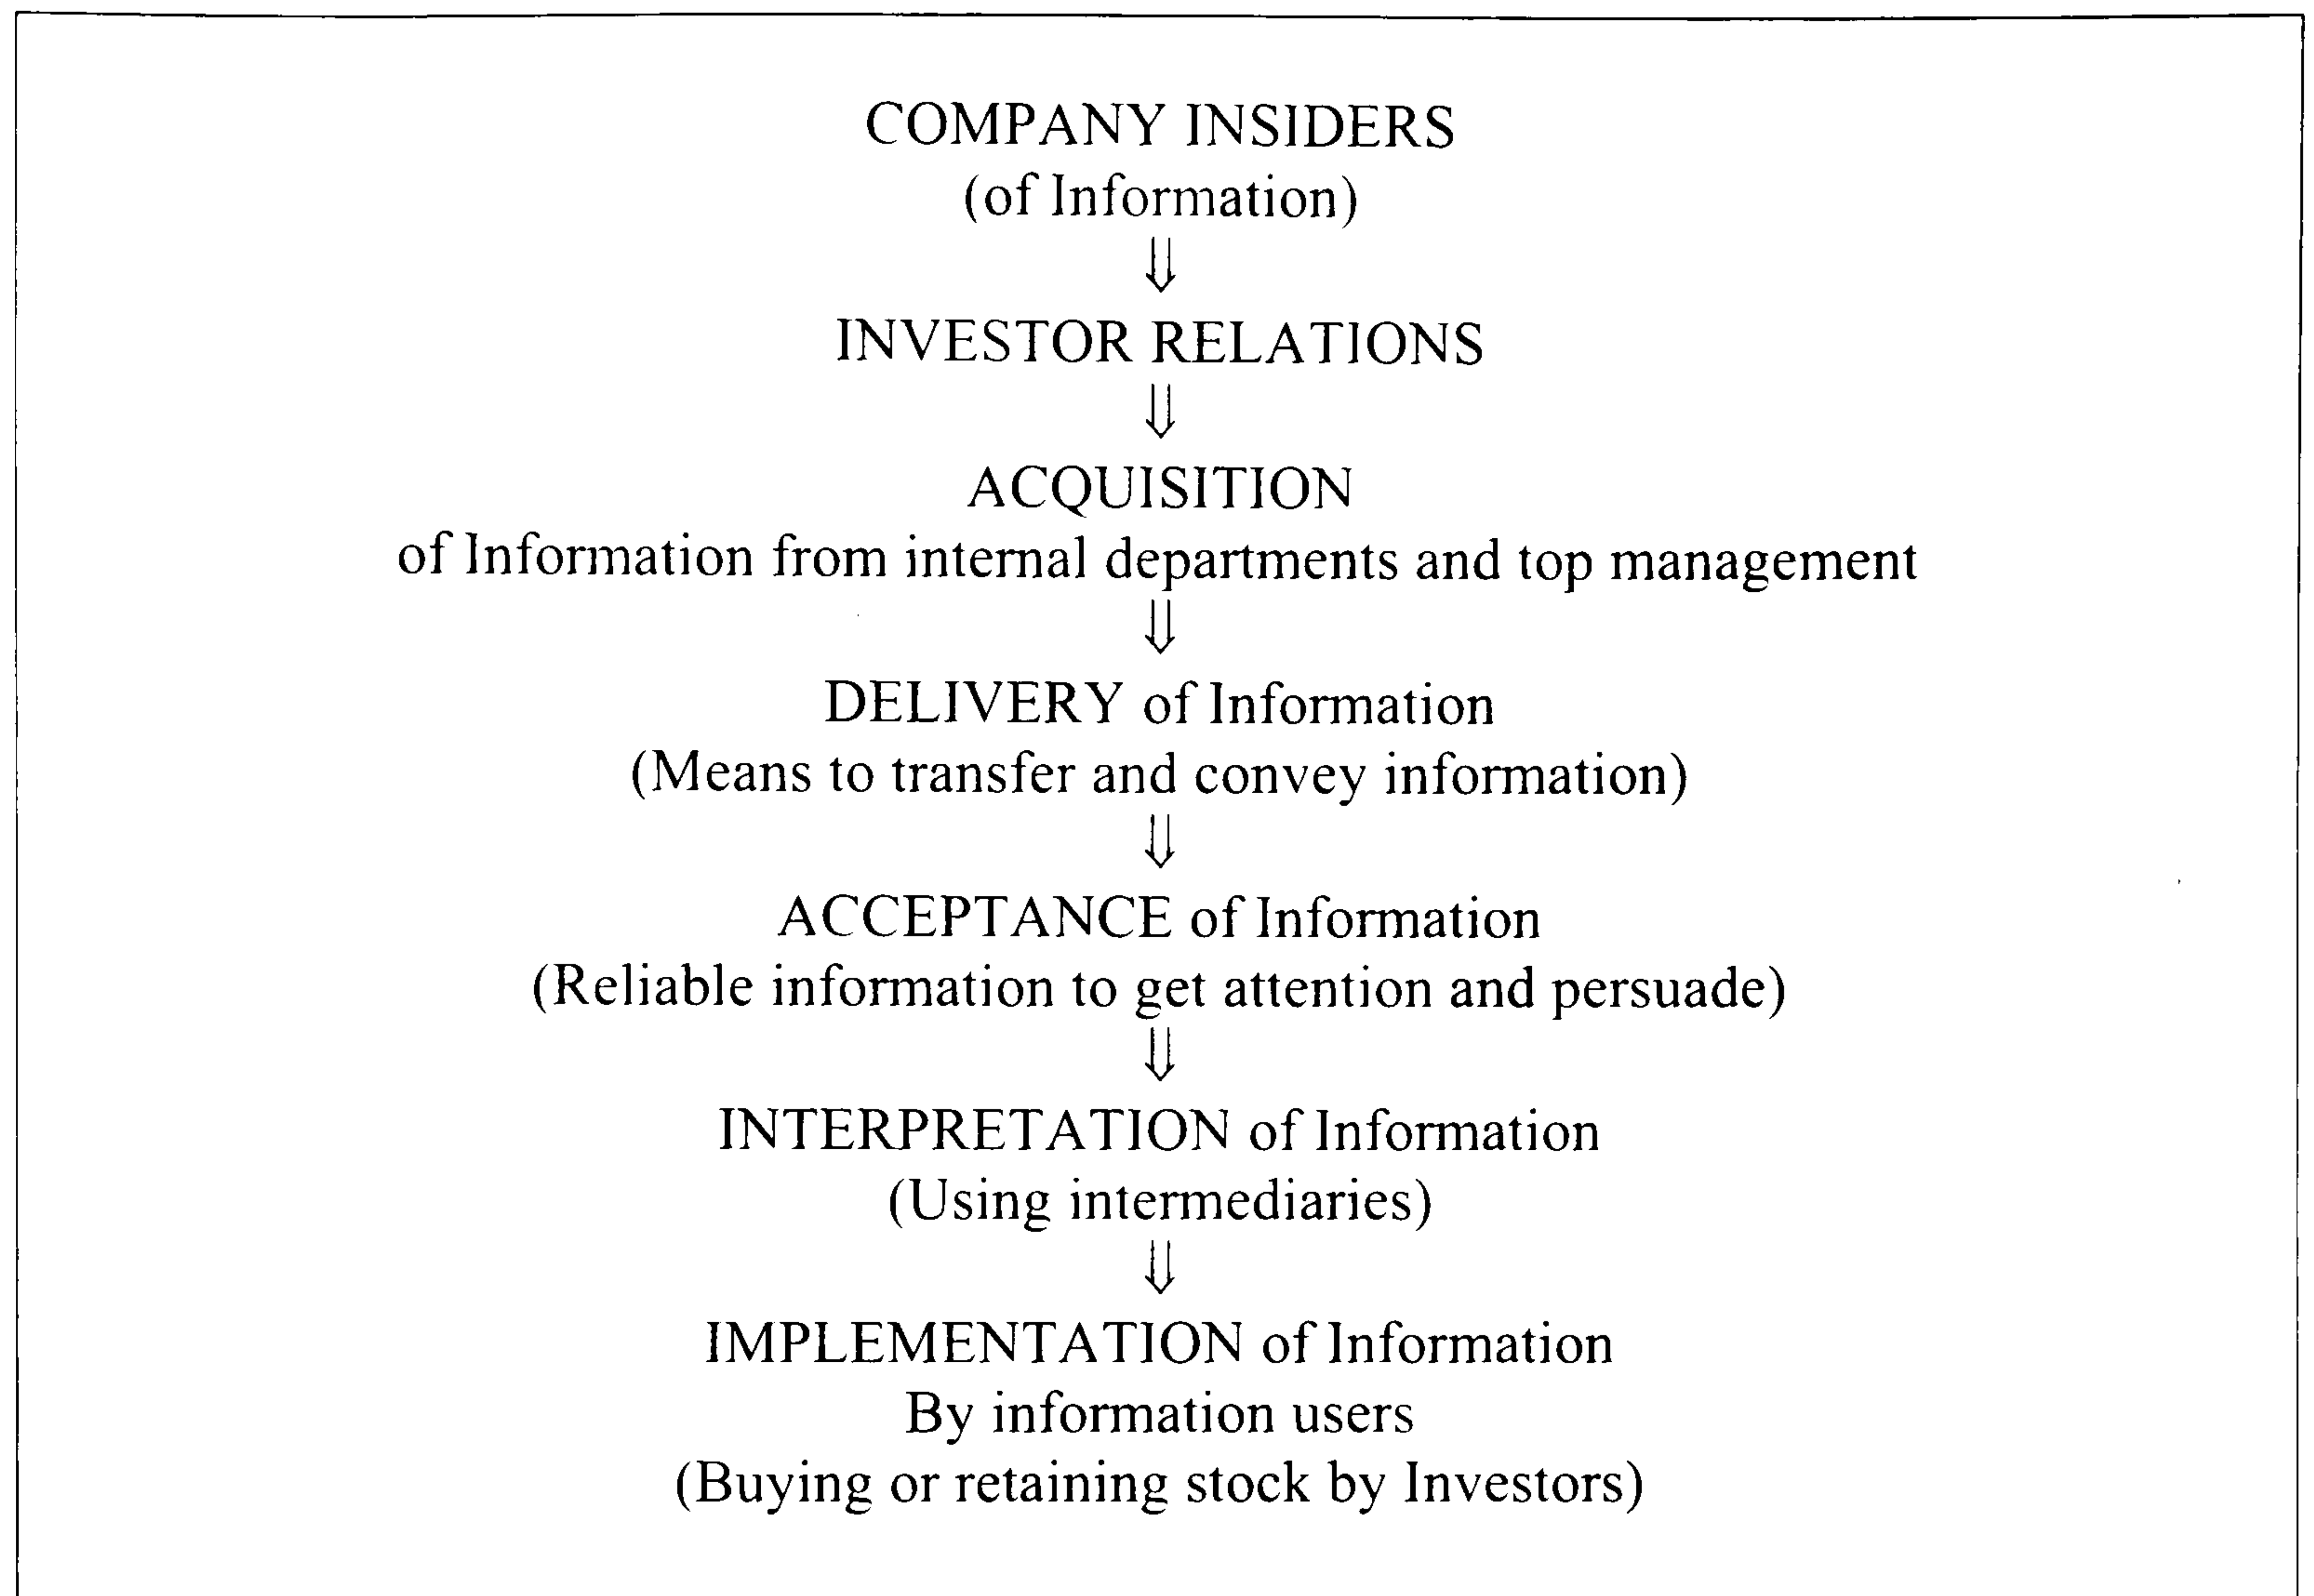 COMPANY INSIDERS
(of Information)
⇓
INVESTOR RELATIONS
⇓
ACQUISITION
of Information from internal departments and top management
⇓
DELIVERY of Information
(Means to transfer and convey information)
⇓
ACCEPTANCE of Information
(Reliable information to get attention and persuade)
⇓
INTERPRETATION of Information
(Using intermediaries)
⇓
IMPLEMENTATION of Information
By information users
(Buying or retaining stock by Investors)